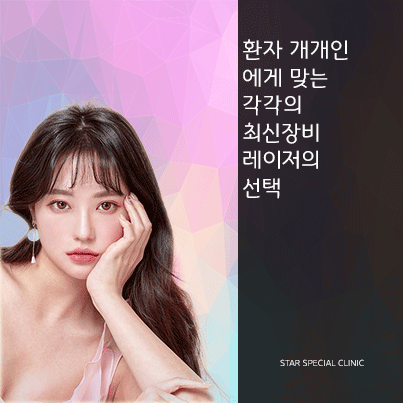 환자 개개인
에게 맞는
각각의
최신장비
레이저의
선택
STAR SPECIAL CLINIC